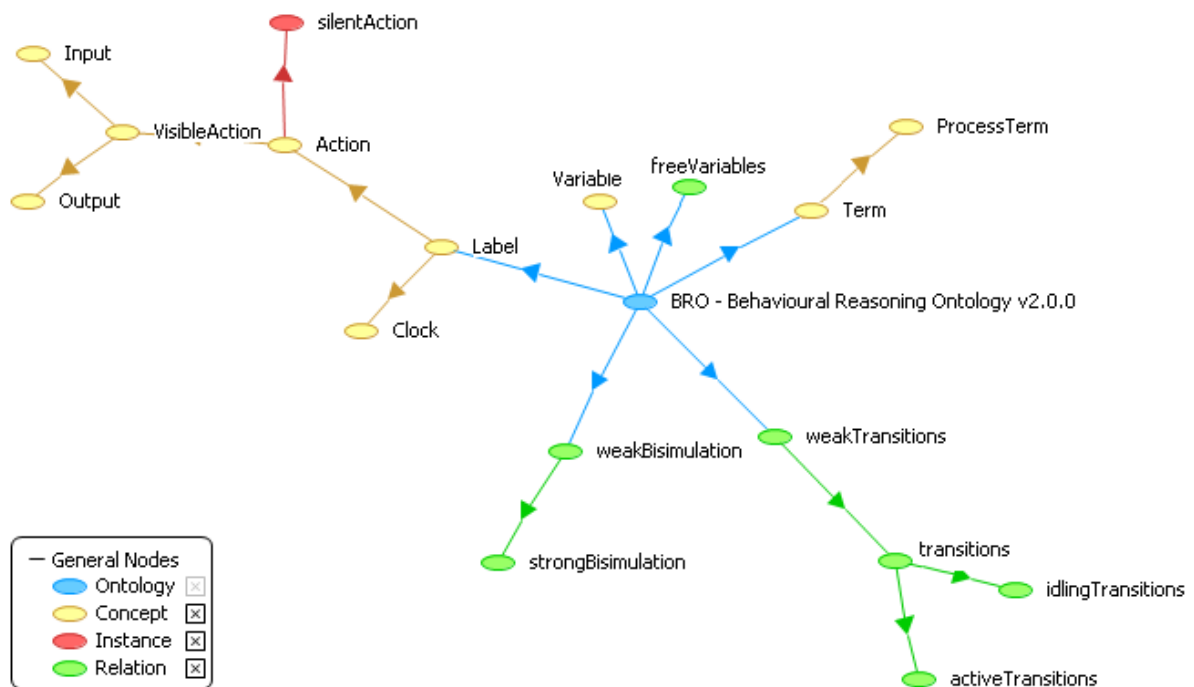 silentAction
Input
VisibleAction
Action
ProcessTerm
freeVariables
Variable
Output
Term
Label
BRO - Behavioural Reasoning Ontology v2.0.0
Clock
weakBisimulation
weakTransitions
strongBisimulation
transitions
idlingTransitions
activeTransitions
General Nodes
Ontology
Concept
Instance
Relation